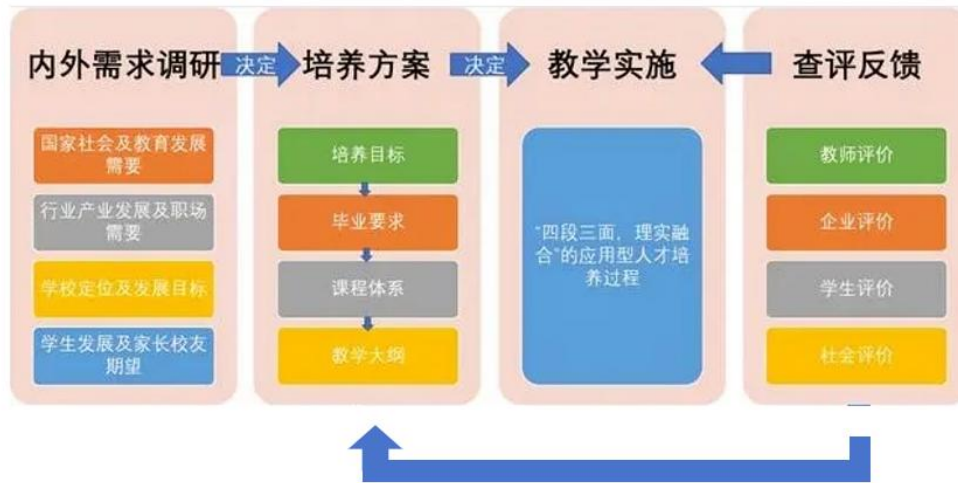 内外需求调研
决定
培养方案
决定
教学实施
查评反馈
国家社会及教育发展
需要
行业产业发展及职场
需要
学校定位及发展目标
学生发展及家长校友
期望
培养目标
毕业要求
课程体系
教学大纲
"四段三面，理实融
合"的应用型人才培
养过程
教师评价
企业评价
学生评价
社会评价